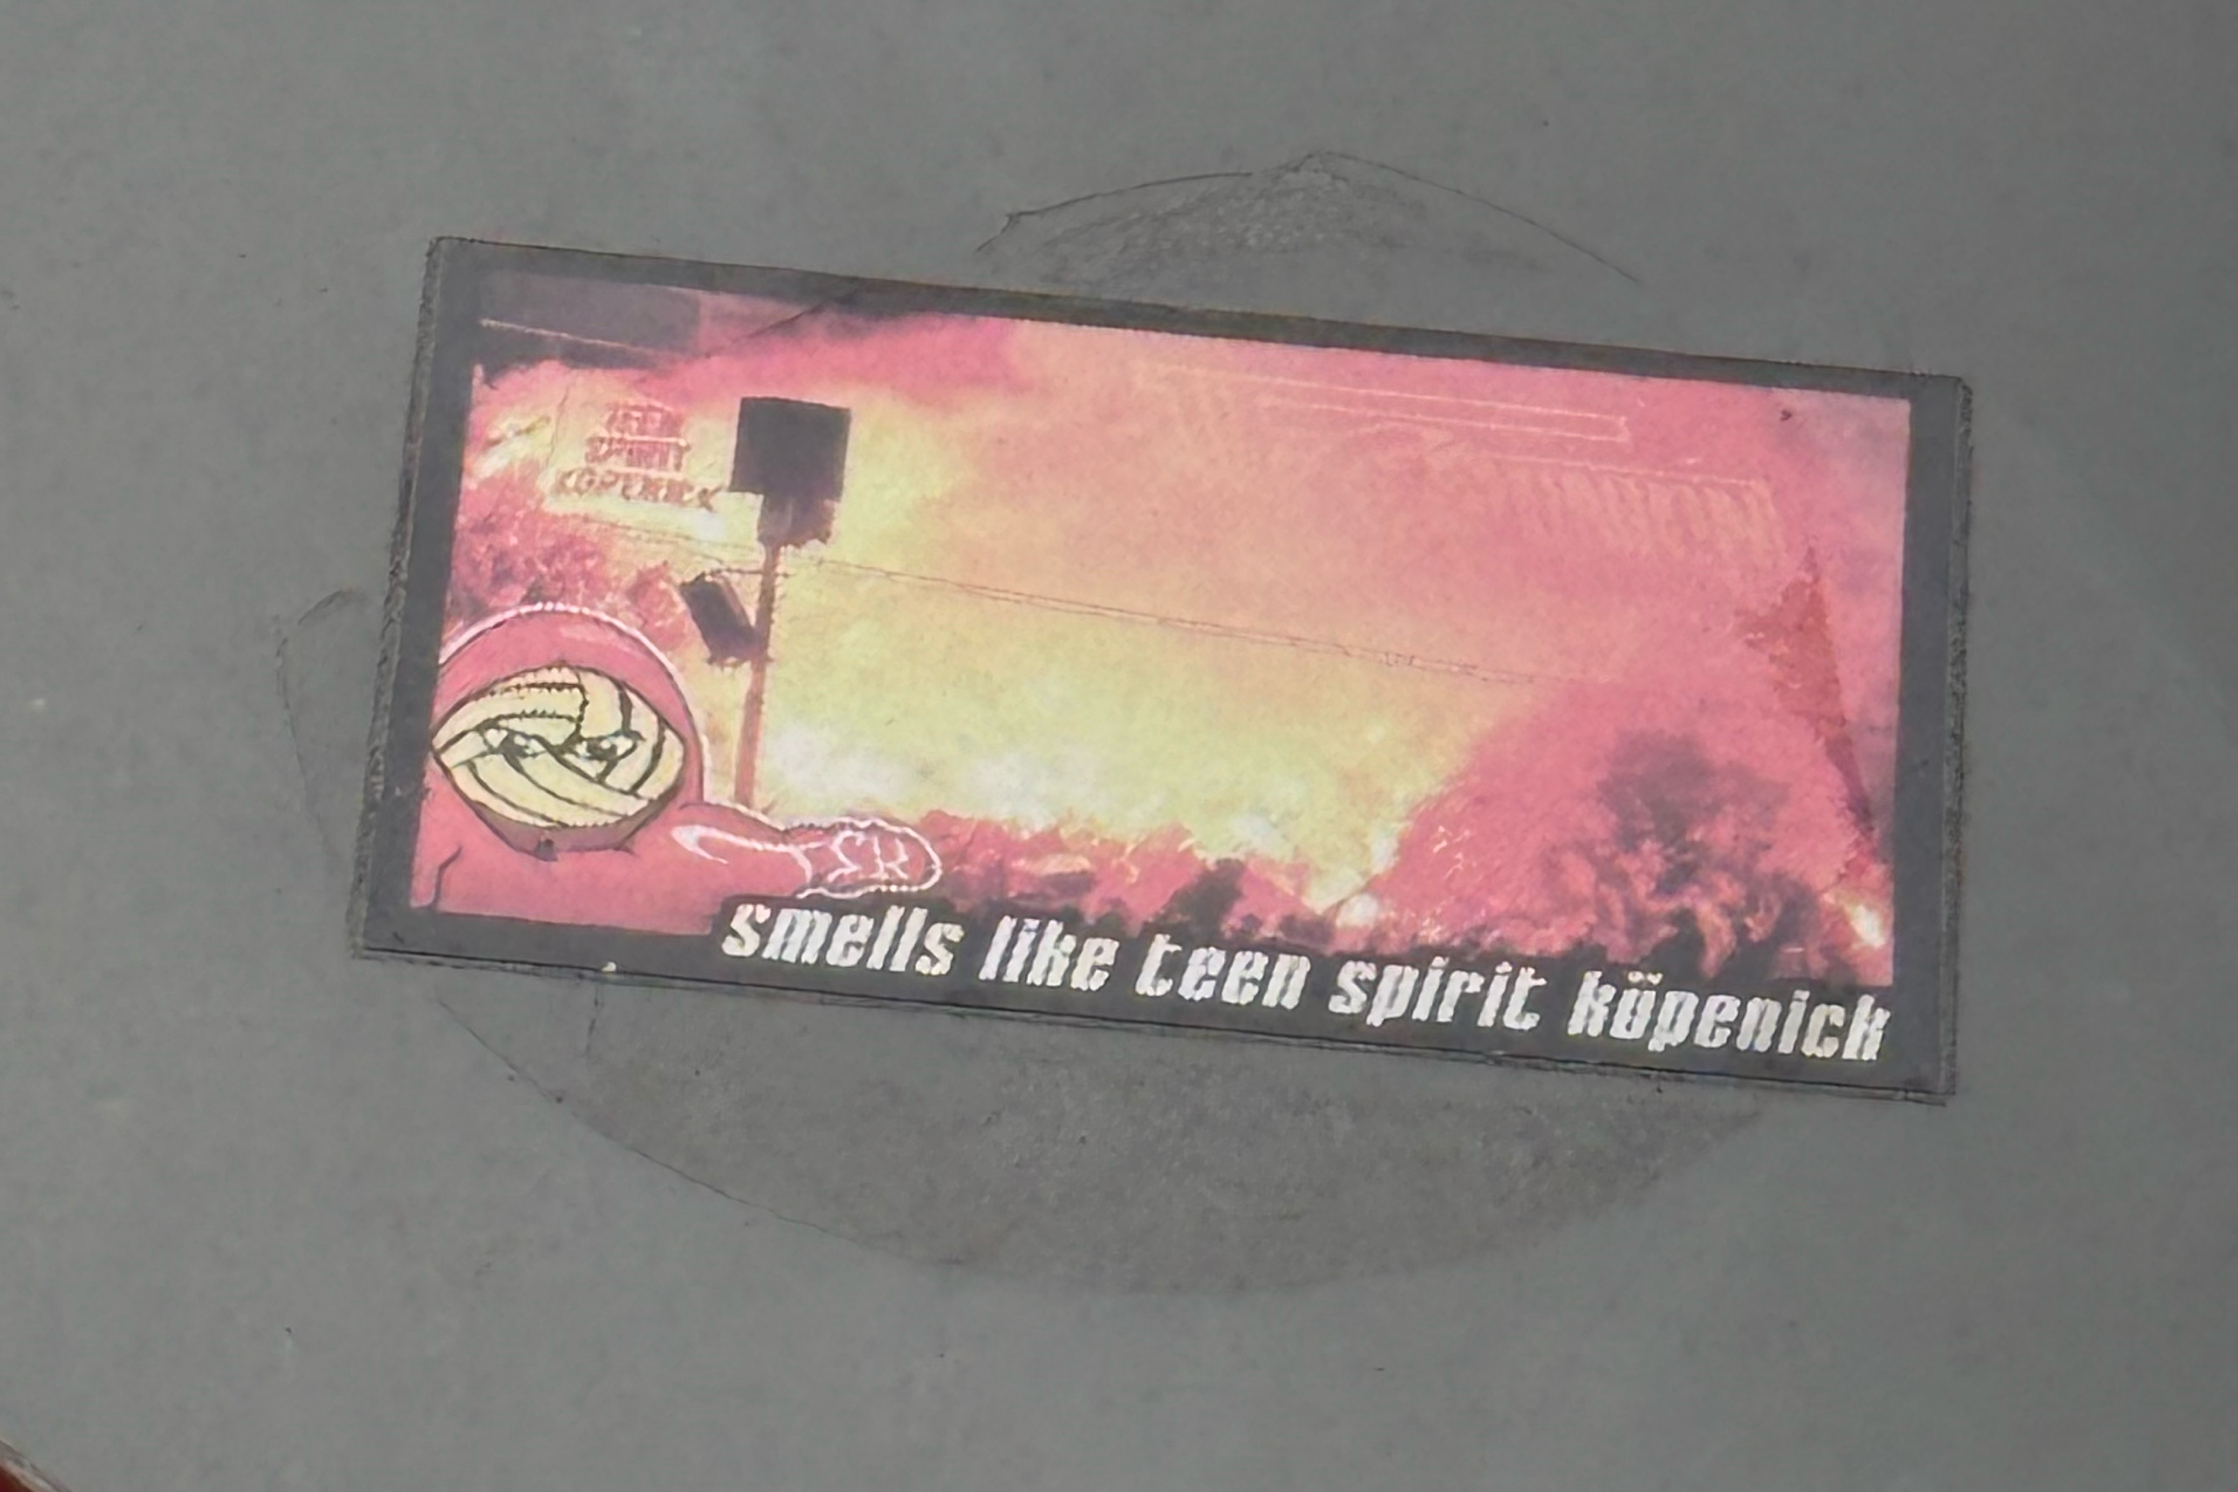 TEEN
SPIRIT
KÖPENICK
smells like teen spirit köpenick